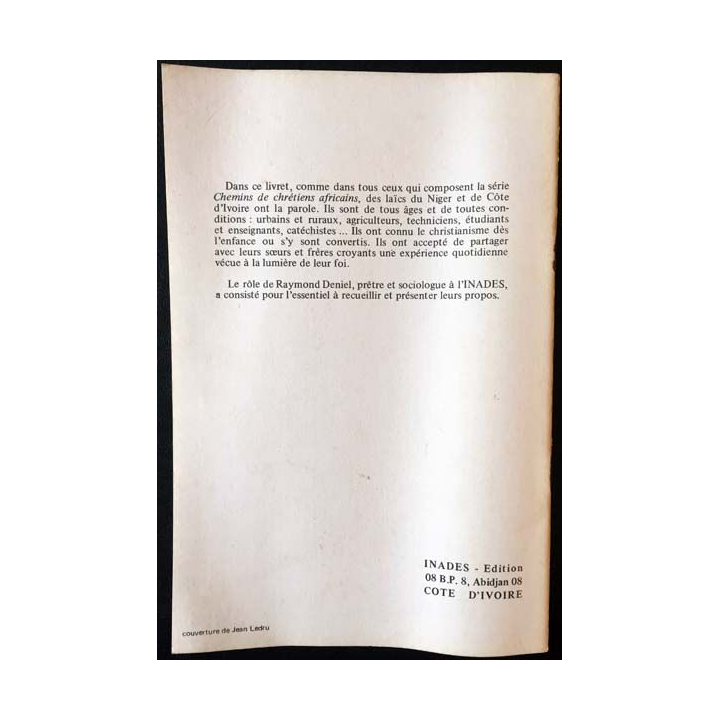 Dans ce livret, comme dans tous ceux qui composent la série
Chemins de chrétiens africains, des laïcs du Niger et de Côte
d'Ivoire ont la parole. Ils sont de tous âges et de toutes con-
ditions : urbains et ruraux, agriculteurs, techniciens, étudiants
et enseignants, catéchistes ... Ils ont connu le christianisme dès
l'enfance ou s'y sont convertis. Ils ont accepté de partager
avec leurs sœurs et frères croyants une expérience quotidienne
vécue à la lumière de leur foi.
Le rôle de Raymond Deniel, prêtre et sociologue à l'INADES,
a consisté pour l'essentiel à recueillir et présenter leurs propos.
INADES - Edition
08 B.P. 8, Abidjan 08
COTE D'IVOIRE
couverture de Jean Ledru